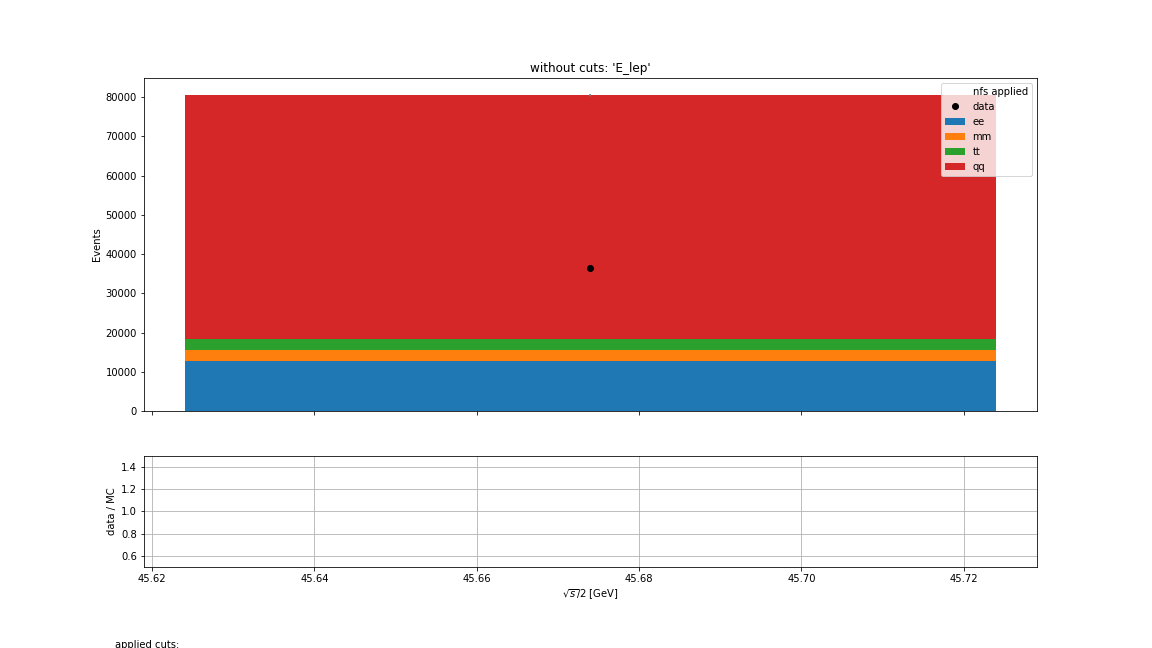 without cuts: 'E_lep'
Events
80000
70000
60000
50000
40000
30000
20000
10000
0
nfs applied
data
ee
mm
tt
qq
data / MC
1.4
1.2
1.0
0.8
0.6
45.62
45.64
45.66
45.68
45.70
45.72
√s/2 [GeV]
applied cuts: